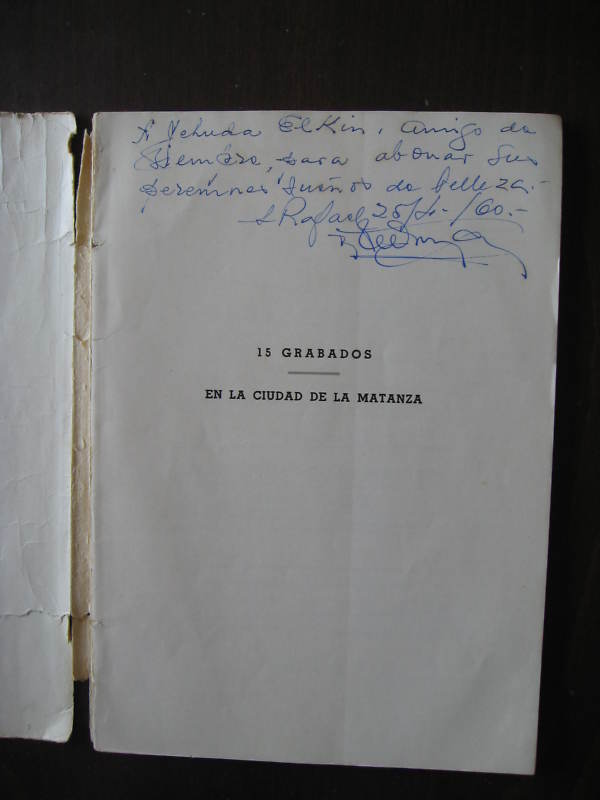 A Yehuda Elkin, amigo de
siempre, para abonar sus
perennes sueños de belleza.-
S. Rafael, 25/ /60.-
15 GRABADOS
EN LA CIUDAD DE LA MATANZA